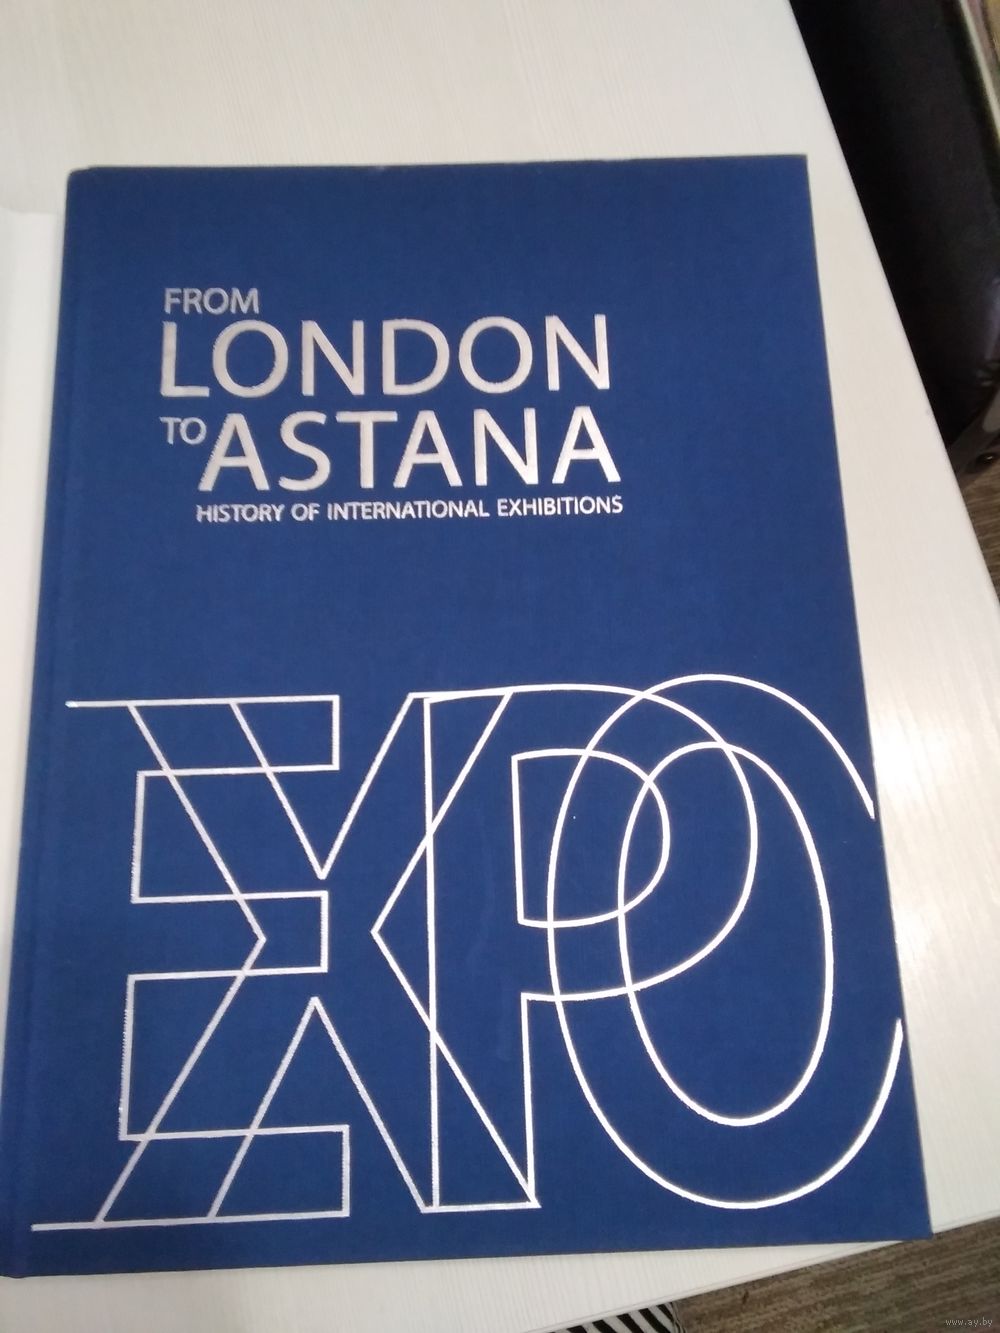 FROM
LONDON
TO ASTANA
HISTORY OF INTERNATIONAL EXHIBITIONS
EXPO
www.ay.by